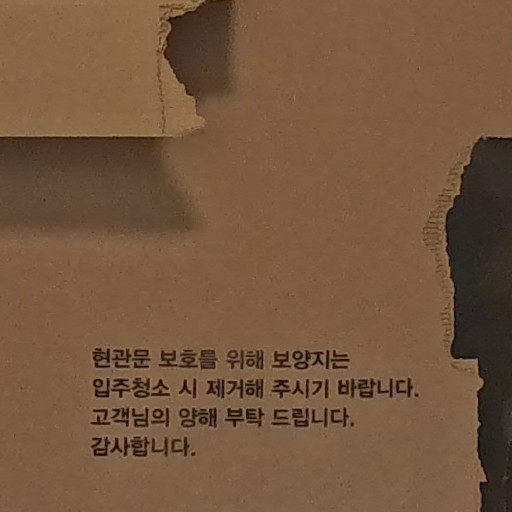 현관문 보호를 위해 보양지는
입주청소 시 제거해 주시기 바랍니다.
고객님의 양해 부탁 드립니다.
감사합니다.